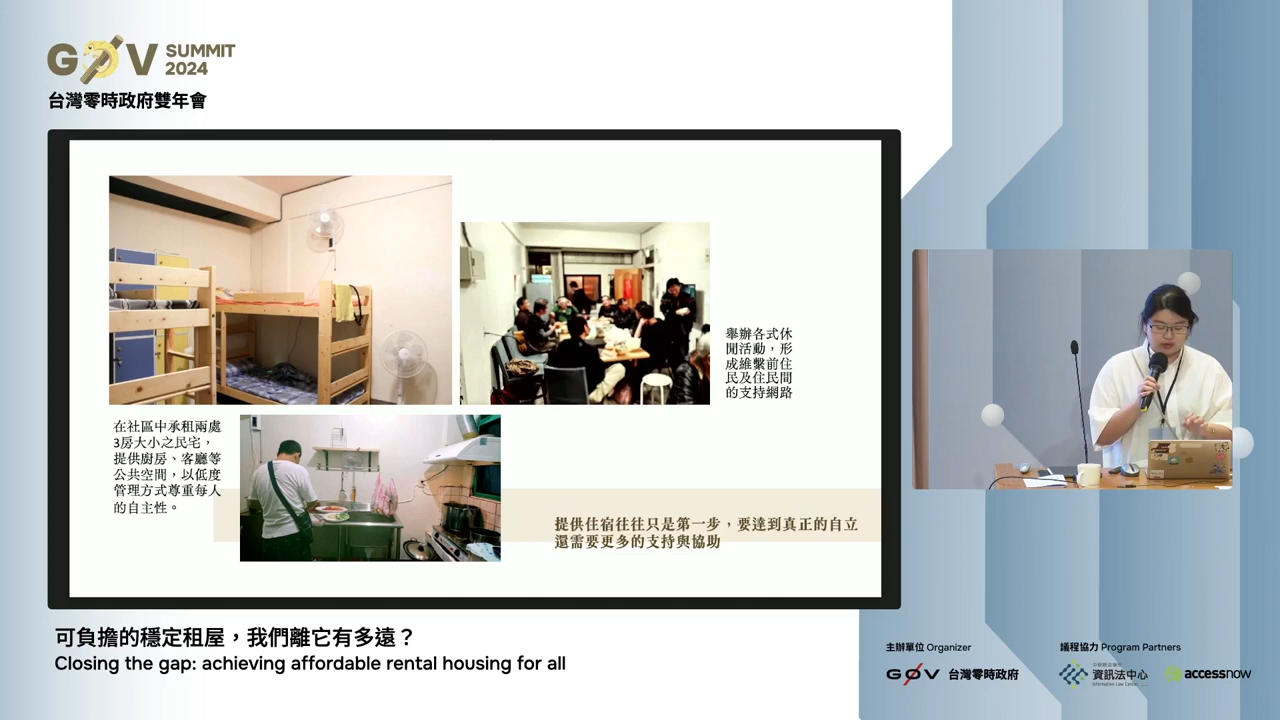 GØV SUMMIT 2024
台灣零時政府雙年會
舉辦各式休
閒活動，形
成維繫前住
民及住民間
的支持網路
在社區中承租兩處
3房大小之民宅，
提供廚房、客廳等
公共空間，以低度
管理方式尊重每人
的自主性。
提供住宿往往只是第一步，要達到真正的自立
還需要更多的支持與協助
可負擔的穩定租屋，我們離它有多遠？
Closing the gap: achieving affordable rental housing for all
主辦單位 Organizer
GØV 台灣零時政府
議程協力 Program Partners
資訊法中心
Information Law Center
accessnow